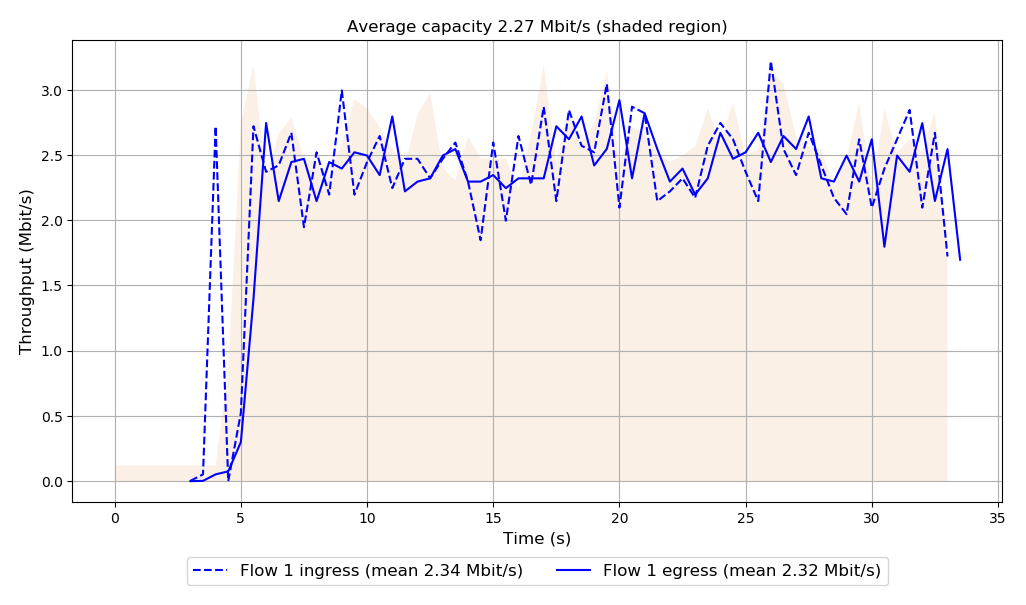 Average capacity 2.27 Mbit/s (shaded region)
Throughput (Mbit/s)
3.0
2.5
2.0
1.5
1.0
0.5
0.0
0 5 10 15 20 25 30 35
Time (s)
Flow 1 ingress (mean 2.34 Mbit/s) Flow 1 egress (mean 2.32 Mbit/s)